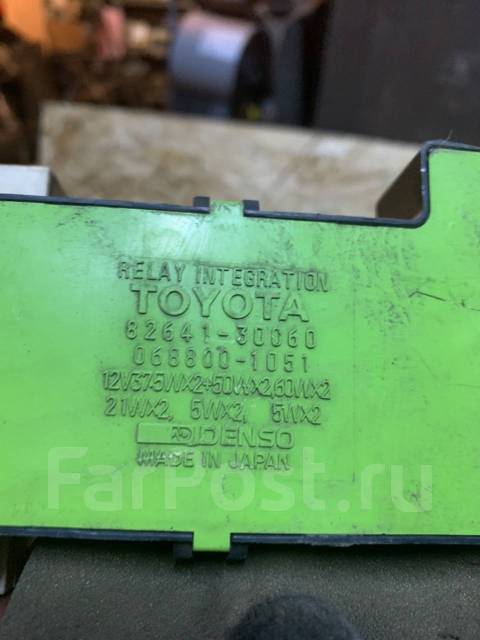 RELAY INTEGRATION
TOYOTA
82641-30060
068800-1051
12V37.5WX2+50WX2,60WX2
21WX2, 5WX2, 5WX2
DENSO
MADE IN JAPAN
FarPost.ru